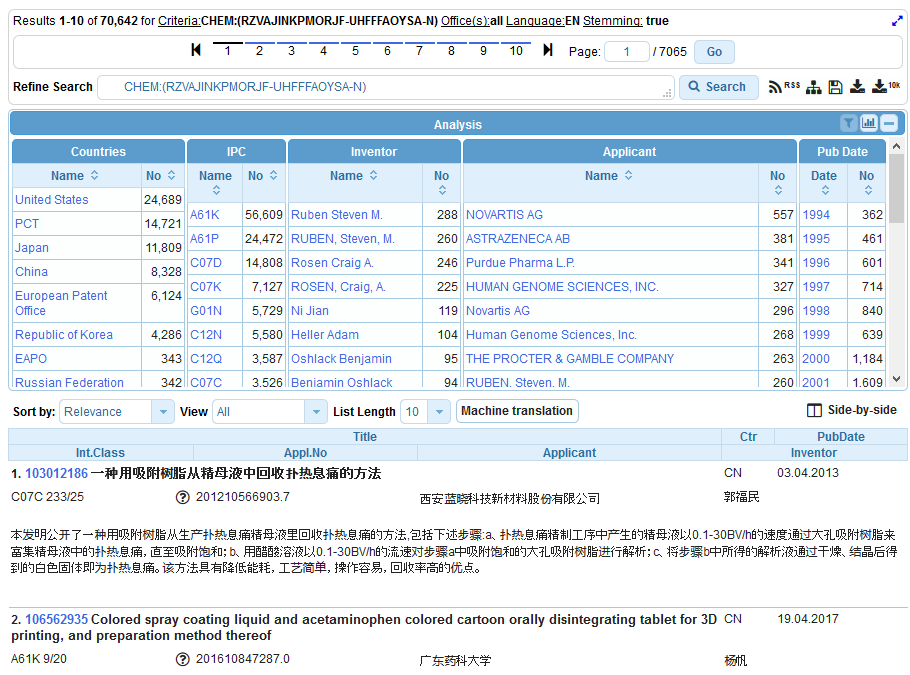 Results 1-10 of 70,642 for Criteria:CHEM:(RZVAJINKPMORJF-UHFFFAOYSA-N) Office(s):all Language:EN Stemming: true
1 2 3 4 5 6 7 8 9 10 Page: 1 / 7065 Go
Refine Search CHEM:(RZVAJINKPMORJF-UHFFFAOYSA-N) Search RSS 10k
Analysis
Countries IPC Inventor Applicant Pub Date
Name No Name No Name No Name No Date No
United States 24,689
PCT 14,721
Japan 11,809
China 8,328
European Patent Office 6,124
Republic of Korea 4,286
EAPO 343
Russian Federation 342
A61K 56,609
A61P 24,472
C07D 14,808
C07K 7,127
G01N 5,729
C12N 5,580
C12Q 3,587
C07C 3,526
Ruben Steven M. 288
RUBEN, Steven, M. 260
Rosen Craig A. 246
ROSEN, Craig, A. 225
Ni Jian 119
Heller Adam 104
Oshlack Benjamin 95
Benjamin Oshlack 94
NOVARTIS AG 557
ASTRAZENECA AB 381
Purdue Pharma L.P. 341
HUMAN GENOME SCIENCES, INC. 327
Novartis AG 296
Human Genome Sciences, Inc. 268
THE PROCTER & GAMBLE COMPANY 263
RUBEN, Steven, M. 260
1994 362
1995 461
1996 601
1997 714
1998 840
1999 639
2000 1,184
2001 1,609
Sort by: Relevance View All List Length 10 Machine translation Side-by-side
Title Ctr PubDate
Int.Class Appl.No Applicant Inventor
1. 103012186 一种用吸附树脂从精母液中回收扑热息痛的方法 CN 03.04.2013
C07C 233/25 201210566903.7 西安蓝晓科技新材料股份有限公司 郭福民
本发明公开了一种用吸附树脂从生产扑热息痛精母液里回收扑热息痛的方法,包括下述步骤:a、扑热息痛精制工序中产生的精母液以0.1-30BV/h的速度通过大孔吸附树脂来
富集精母液中的扑热息痛,直至吸附饱和; b、用醋酸溶液以0.1-30BV/h的流速对步骤a中吸附饱和的大孔吸附树脂进行解析; c、将步骤b中所得的解析液通过干燥、结晶后得
到的白色固体即为扑热息痛。该方法具有降低能耗，工艺简单，操作容易，回收率高的优点。
2. 106562935 Colored spray coating liquid and acetaminophen colored cartoon orally disintegrating tablet for 3D CN 19.04.2017
printing, and preparation method thereof
A61K 9/20 201610847287.0 广东药科大学 杨帆